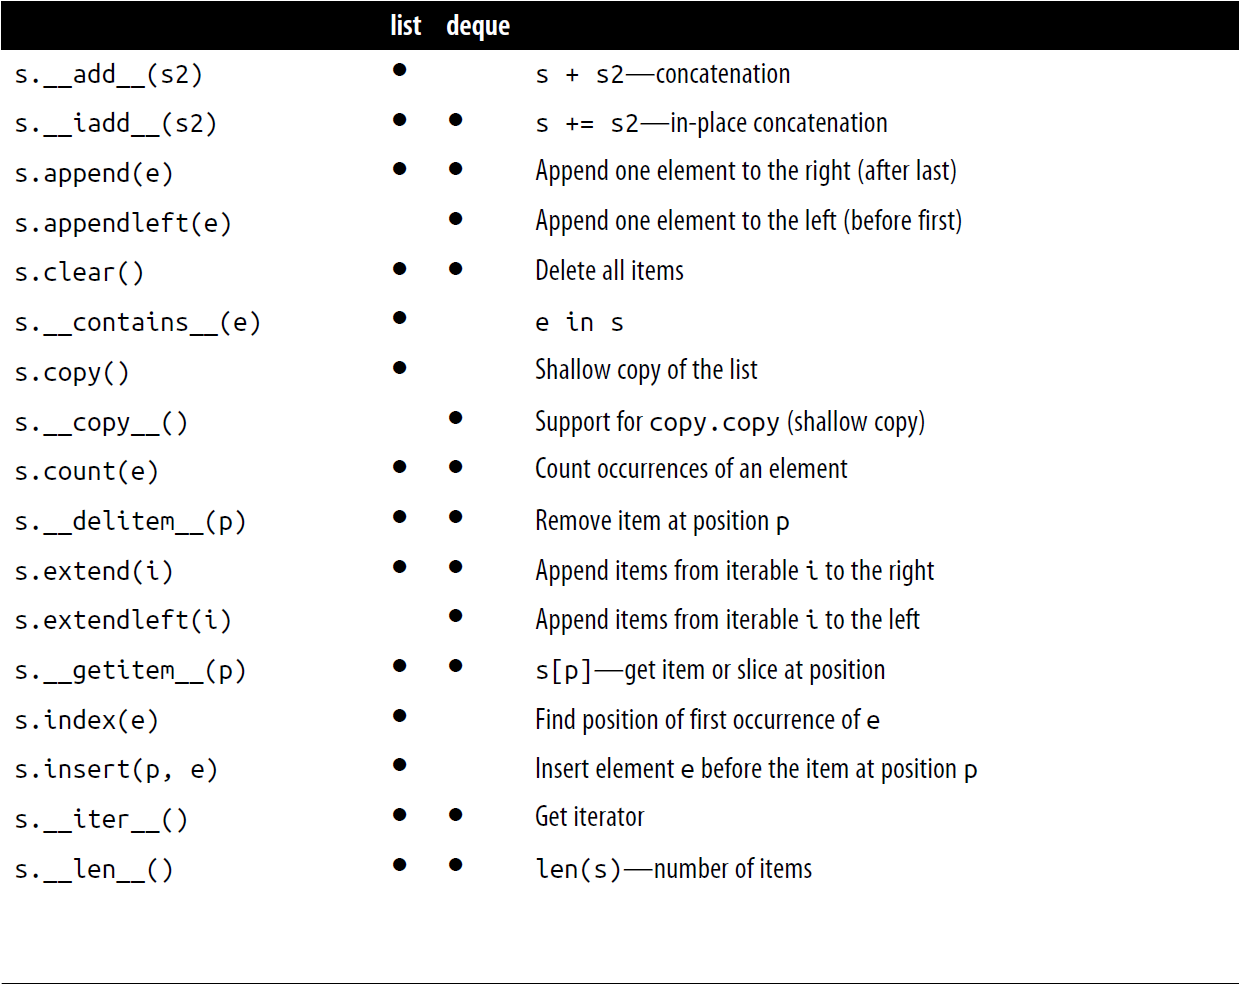 list deque
s.__add__(s2) ● s + s2—concatenation
s.__iadd__(s2) ● ● s += s2—in-place concatenation
s.append(e) ● ● Append one element to the right (after last)
s.appendleft(e) ● Append one element to the left (before first)
s.clear() ● ● Delete all items
s.__contains__(e) ● e in s
s.copy() ● Shallow copy of the list
s.__copy__() ● Support for copy.copy (shallow copy)
s.count(e) ● ● Count occurrences of an element
s.__delitem__(p) ● ● Remove item at position p
s.extend(i) ● ● Append items from iterable i to the right
s.extendleft(i) ● Append items from iterable i to the left
s.__getitem__(p) ● ● s[p]—get item or slice at position
s.index(e) ● Find position of first occurrence of e
s.insert(p, e) ● Insert element e before the item at position p
s.__iter__() ● ● Get iterator
s.__len__() ● ● len(s)—number of items